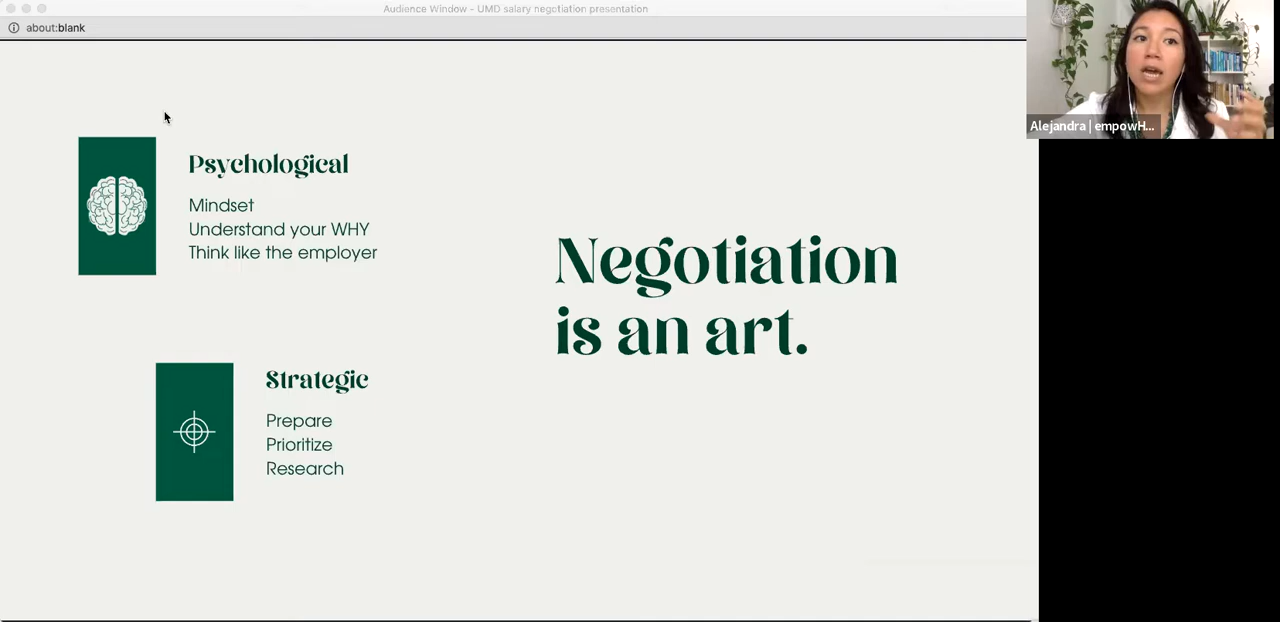 Audience Window - UMD salary negotiation presentation
about:blank
Alejandra | empowH...
Psychological
Mindset
Understand your WHY
Think like the employer
Negotiation
is an art.
Strategic
Prepare
Prioritize
Research